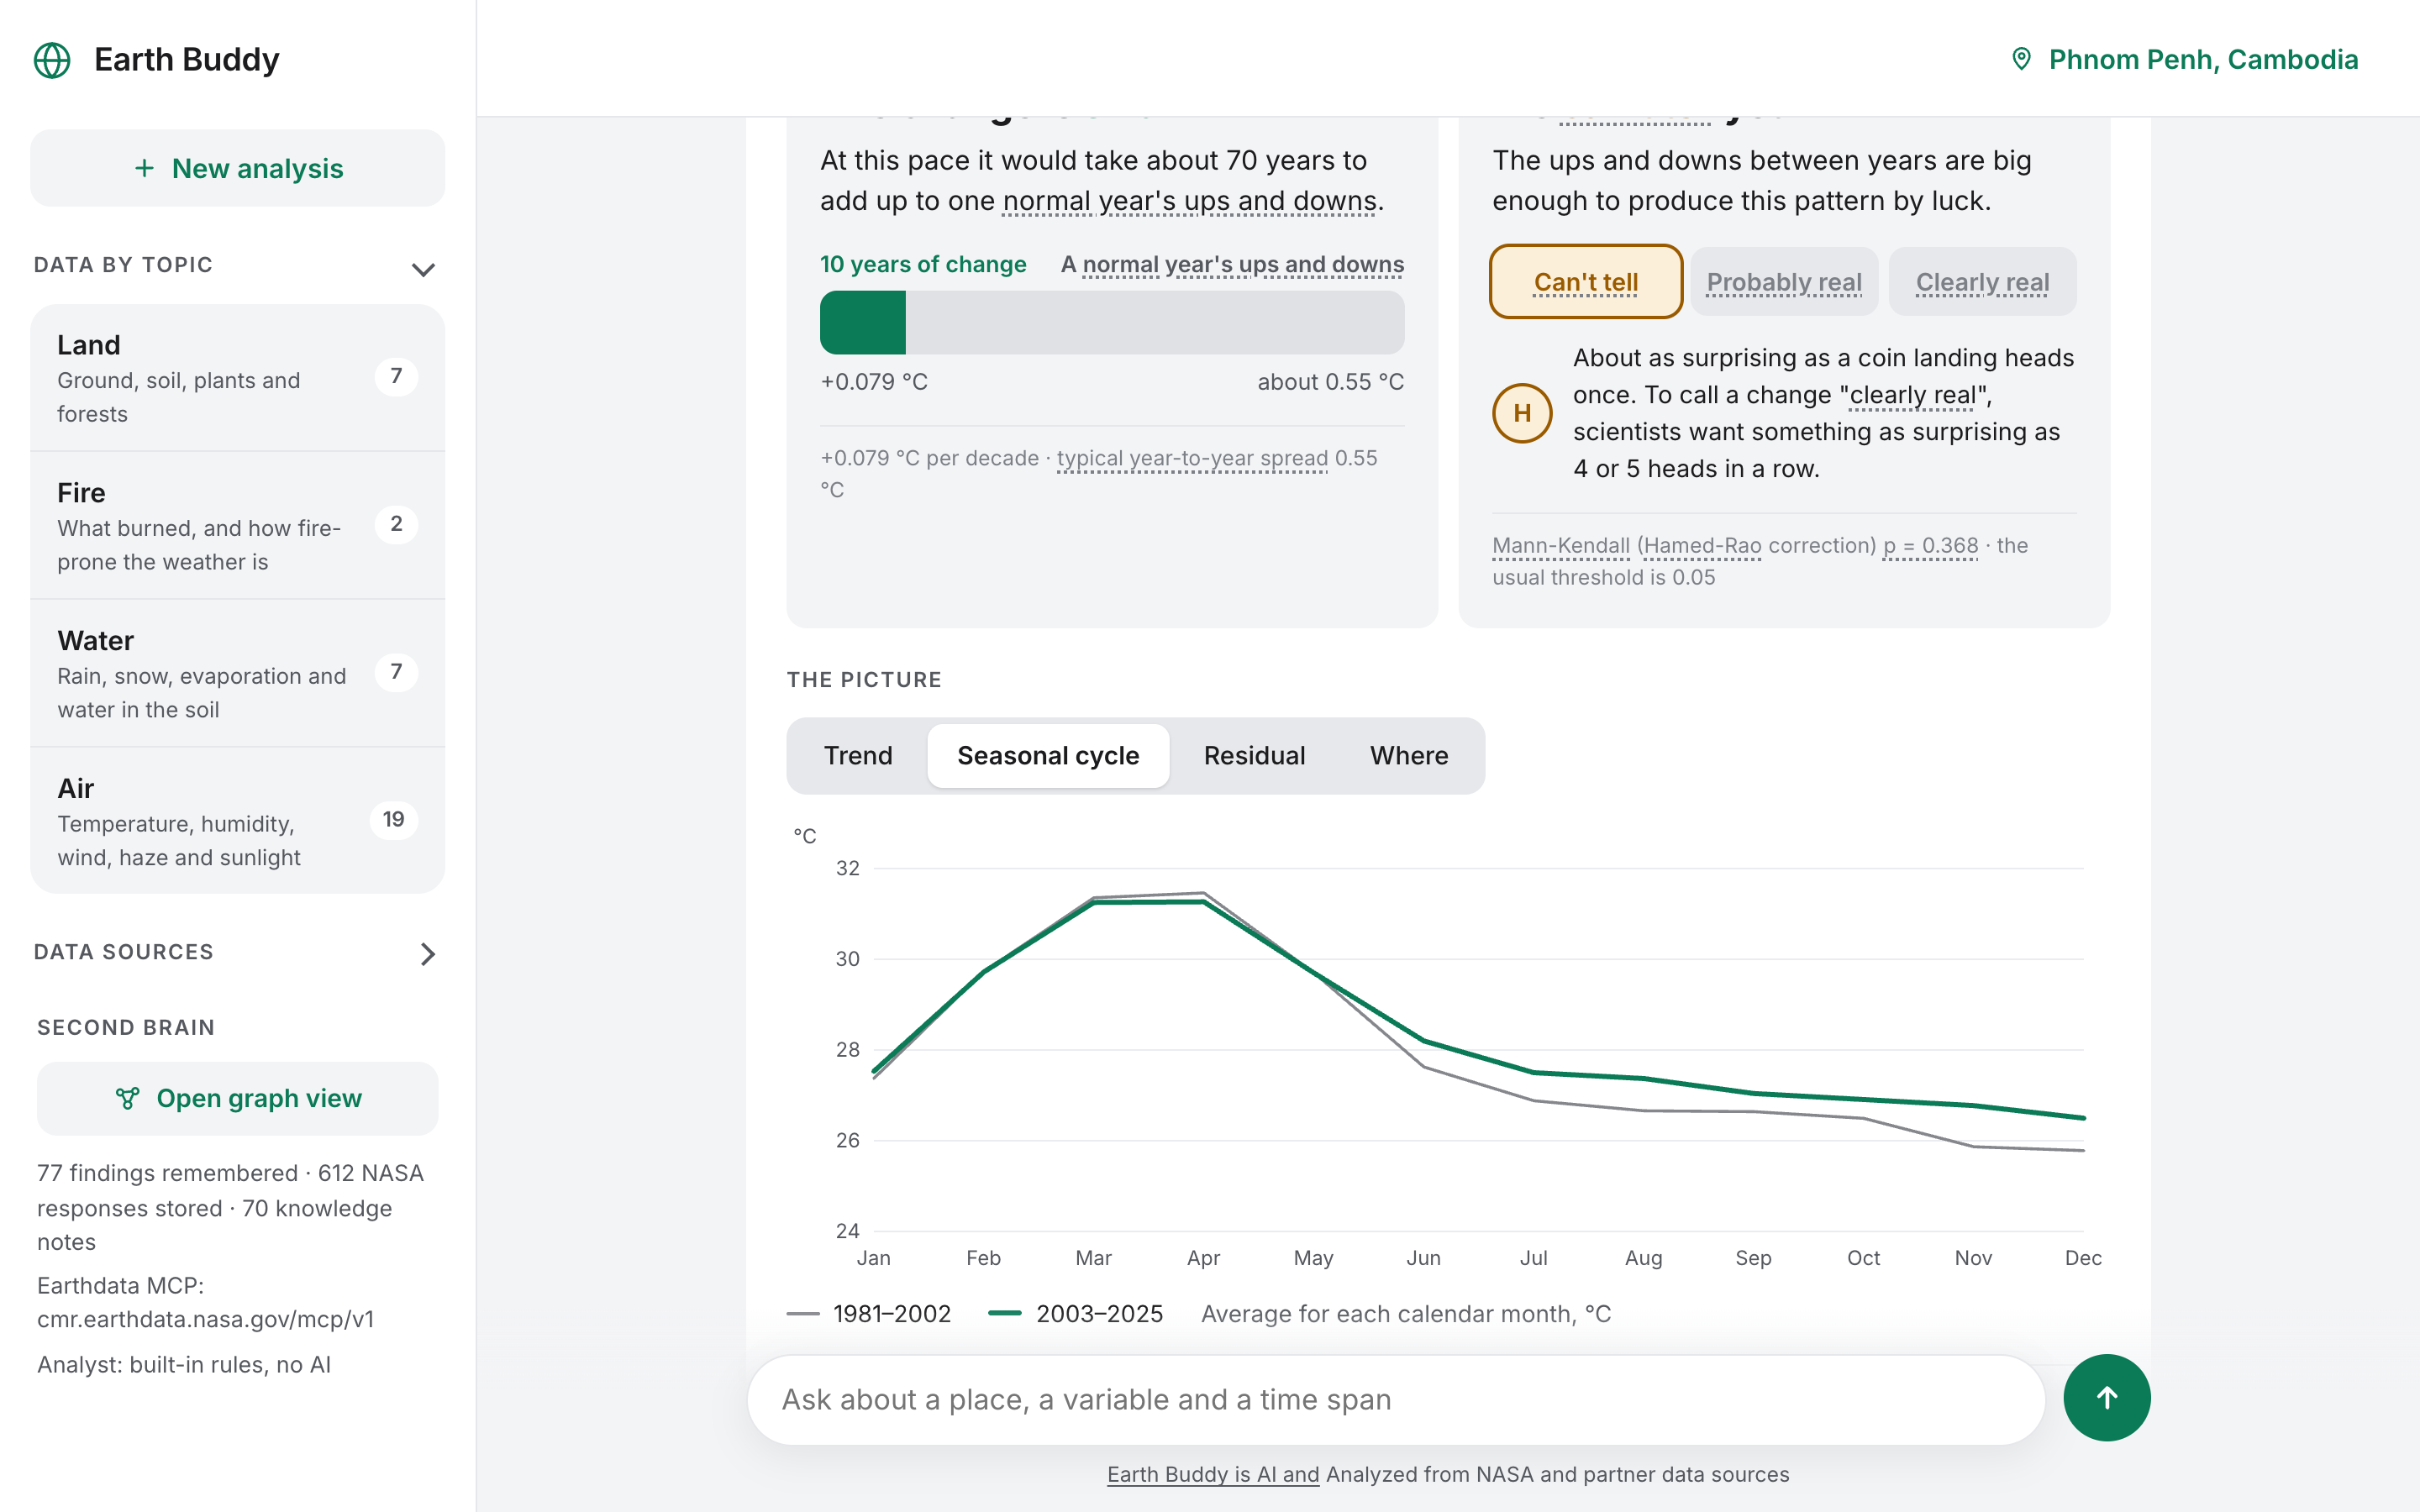 Earth Buddy
Phnom Penh, Cambodia
New analysis
DATA BY TOPIC
Land
Ground, soil, plants and
forests
7
Fire
What burned, and how fire-
prone the weather is
2
Water
Rain, snow, evaporation and
water in the soil
7
Air
Temperature, humidity,
wind, haze and sunlight
19
DATA SOURCES
SECOND BRAIN
Open graph view
77 findings remembered · 612 NASA
responses stored · 70 knowledge
notes
Earthdata MCP:
cmr.earthdata.nasa.gov/mcp/v1
Analyst: built-in rules, no AI
At this pace it would take about 70 years to
add up to one normal year's ups and downs.
10 years of change
A normal year's ups and downs
+0.079 °C
about 0.55 °C
+0.079 °C per decade · typical year-to-year spread 0.55
°C
The ups and downs between years are big
enough to produce this pattern by luck.
Can't tell
Probably real
Clearly real
H
About as surprising as a coin landing heads
once. To call a change "clearly real",
scientists want something as surprising as
4 or 5 heads in a row.
Mann-Kendall (Hamed-Rao correction) p = 0.368 · the
usual threshold is 0.05
THE PICTURE
Trend
Seasonal cycle
Residual
Where
°C
32
30
28
26
24
Jan Feb Mar Apr May Jun Jul Aug Sep Oct Nov Dec
1981–2002
2003–2025
Average for each calendar month, °C
Ask about a place, a variable and a time span
Earth Buddy is AI and Analyzed from NASA and partner data sources